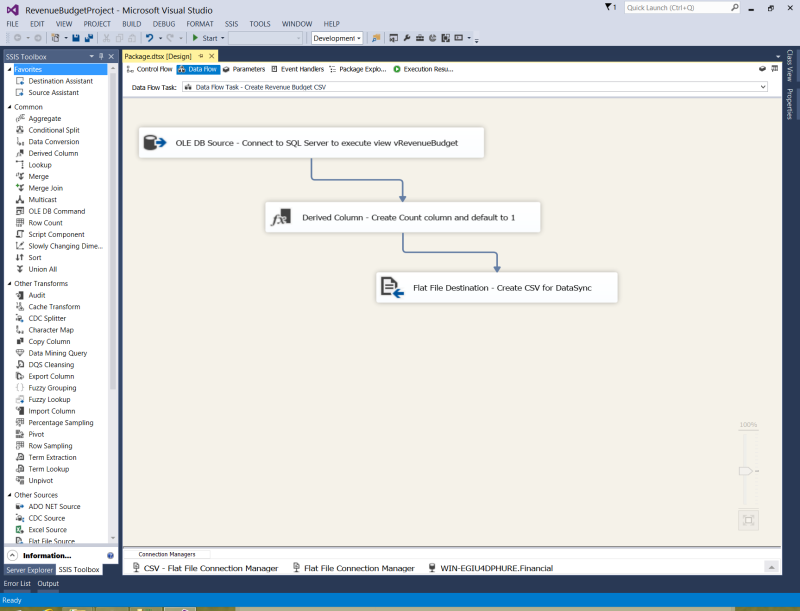 RevenueBudgetProject - Microsoft Visual Studio
1
Quick Launch (Ctrl+Q)
FILE EDIT VIEW PROJECT BUILD DEBUG FORMAT SSIS TOOLS WINDOW HELP
Start
Development
SSIS Toolbox
Package.dtsx [Design]
Favorites
Control Flow Data Flow Parameters Event Handlers Package Explo... Execution Resu...
Destination Assistant
Data Flow Task: Data Flow Task - Create Revenue Budget CSV
Source Assistant
Common
Aggregate
Conditional Split
Data Conversion
Derived Column
Lookup
Merge
Merge Join
Multicast
OLE DB Command
Row Count
Script Component
Slowly Changing Dime...
Sort
Union All
Other Transforms
Audit
Cache Transform
CDC Splitter
Character Map
Copy Column
Data Mining Query
DQS Cleansing
Export Column
Fuzzy Grouping
Fuzzy Lookup
Import Column
Percentage Sampling
Pivot
Row Sampling
Term Extraction
Term Lookup
Unpivot
Other Sources
ADO NET Source
CDC Source
Excel Source
Flat File Source
Information...
Server Explorer SSIS Toolbox
OLE DB Source - Connect to SQL Server to execute view vRevenueBudget
Derived Column - Create Count column and default to 1
Flat File Destination - Create CSV for DataSync
100%
Connection Managers
CSV - Flat File Connection Manager Flat File Connection Manager WIN-EGIU4DPHURE.Financial
Class View
Properties
Error List Output
Ready